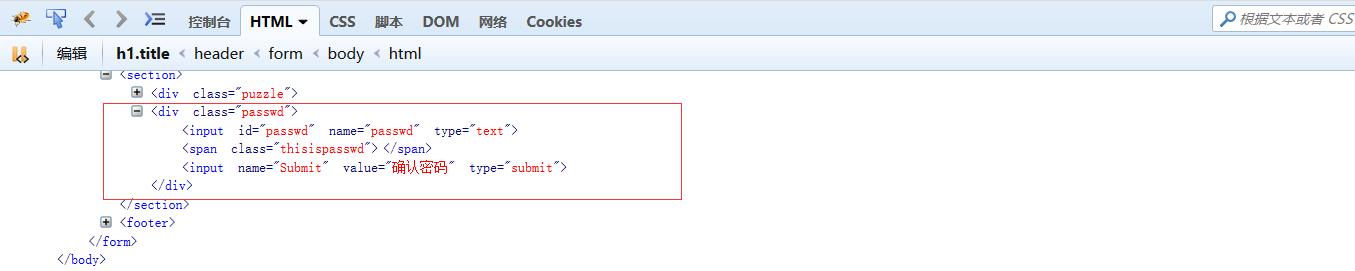 控制台 HTML CSS 脚本 DOM 网络 Cookies 根据文本或者 CSS
编辑 h1.title < header < form < body < html
<section>
<div class="puzzle">
<div class="passwd">
<input id="passwd" name="passwd" type="text">
<span class="thisispasswd"></span>
<input name="Submit" value="确认密码" type="submit">
</div>
</section>
<footer>
</form>
</body>